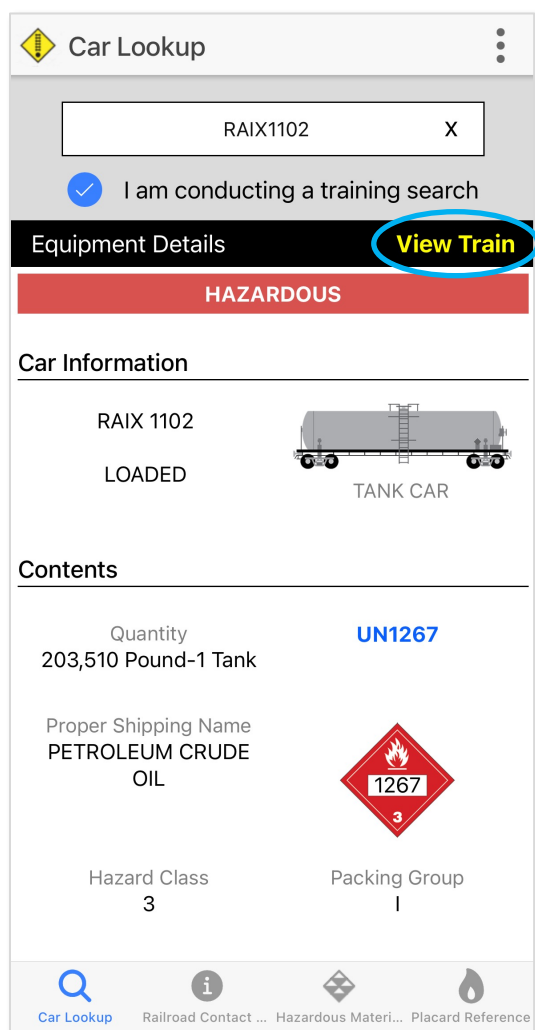 Car Lookup
RAIX1102 X
I am conducting a training search
Equipment Details View Train
HAZARDOUS
Car Information
RAIX 1102
LOADED
TANK CAR
Contents
Quantity
203,510 Pound-1 Tank
UN1267
Proper Shipping Name
PETROLEUM CRUDE
OIL
1267
3
Hazard Class
3
Packing Group
I
Car Lookup Railroad Contact ... Hazardous Materi... Placard Reference